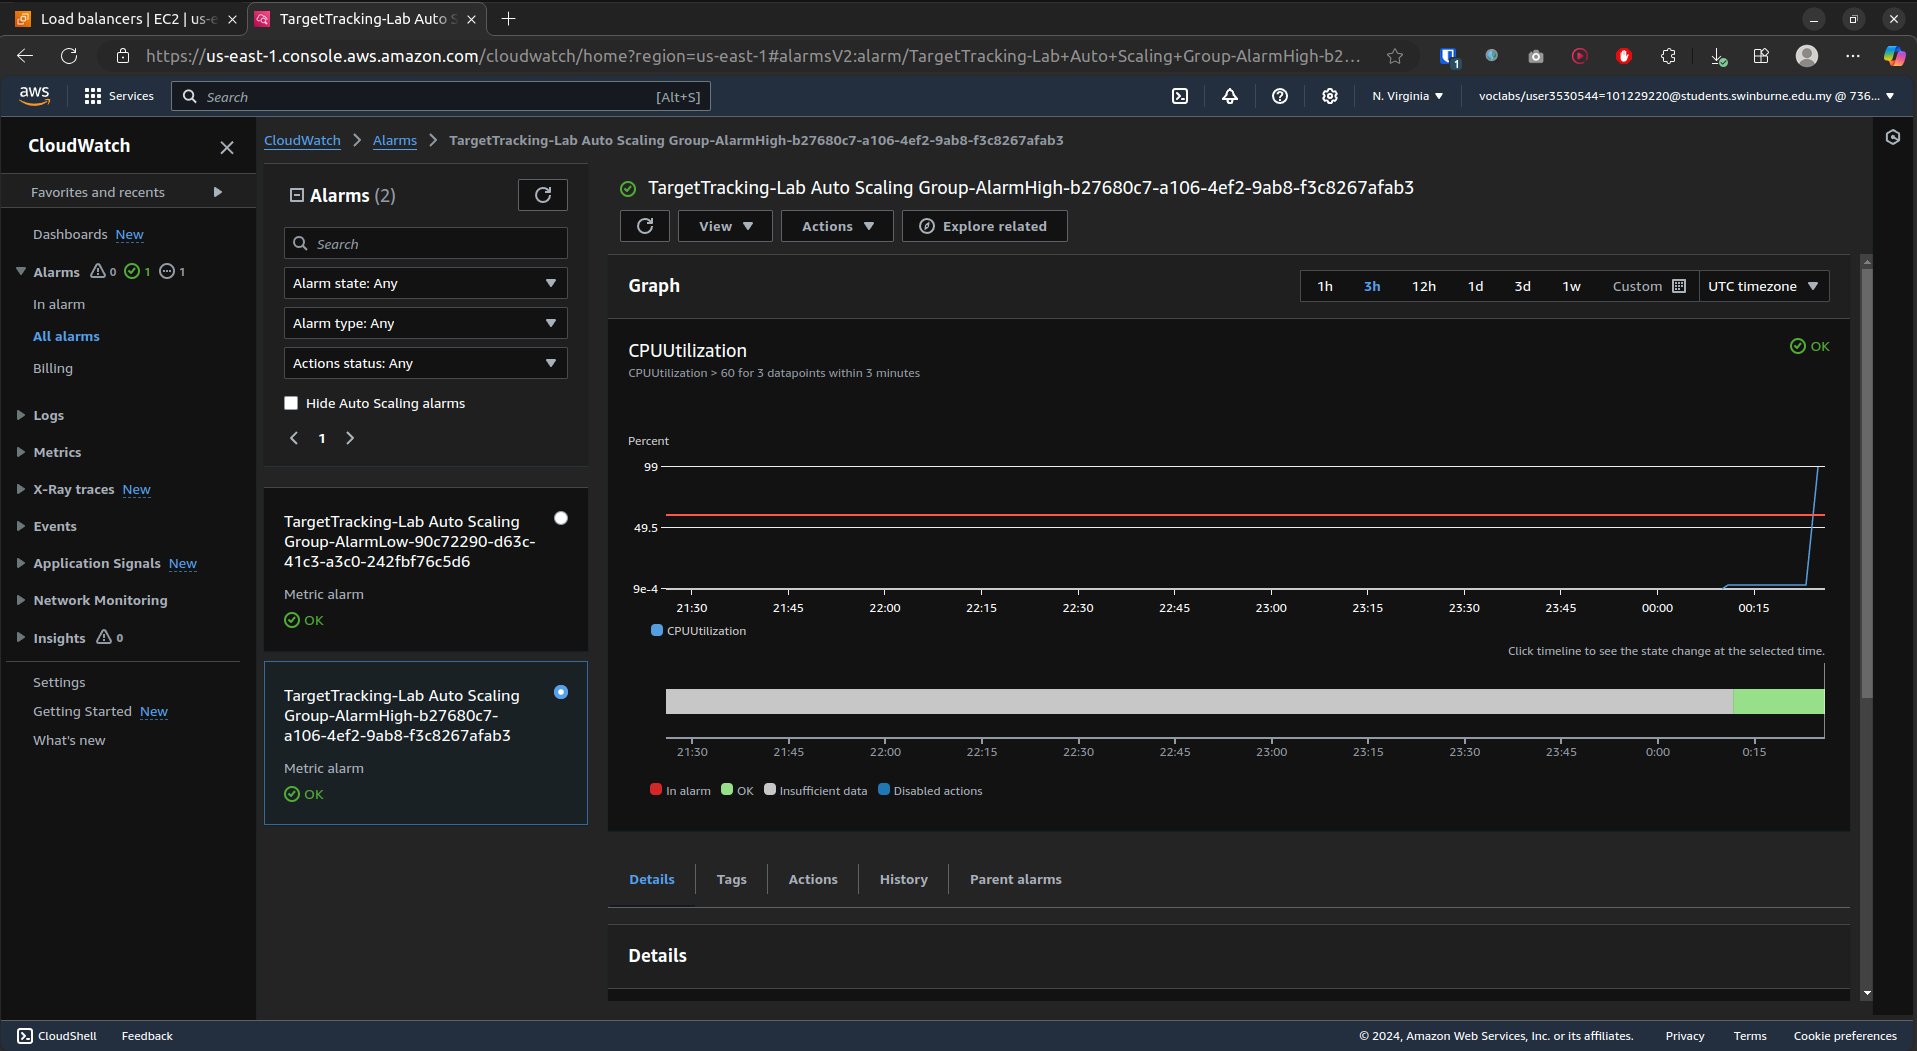 Load balancers | EC2 | us-e
TargetTracking-Lab Auto S
https://us-east-1.console.aws.amazon.com/cloudwatch/home?region=us-east-1#alarmsV2:alarm/TargetTracking-Lab+Auto+Scaling+Group-AlarmHigh-b2...
1
aws
Services
Search
[Alt+S]
N. Virginia
voclabs/user3530544=101229220@students.swinburne.edu.my @ 736...
CloudWatch
Favorites and recents
Dashboards New
Alarms 0 1 1
In alarm
All alarms
Billing
Logs
Metrics
X-Ray traces New
Events
Application Signals New
Network Monitoring
Insights 0
Settings
Getting Started New
What's new
CloudWatch
Alarms
TargetTracking-Lab Auto Scaling Group-AlarmHigh-b27680c7-a106-4ef2-9ab8-f3c8267afab3
Alarms (2)
Search
Alarm state: Any
Alarm type: Any
Actions status: Any
Hide Auto Scaling alarms
1
TargetTracking-Lab Auto Scaling
Group-AlarmLow-90c72290-d63c-
41c3-a3c0-242fbf76c5d6
Metric alarm
OK
TargetTracking-Lab Auto Scaling
Group-AlarmHigh-b27680c7-
a106-4ef2-9ab8-f3c8267afab3
Metric alarm
OK
TargetTracking-Lab Auto Scaling Group-AlarmHigh-b27680c7-a106-4ef2-9ab8-f3c8267afab3
View
Actions
Explore related
Graph
1h 3h 12h 1d 3d 1w Custom UTC timezone
CPUUtilization
OK
CPUUtilization > 60 for 3 datapoints within 3 minutes
Percent
99
49.5
9e-4
21:30 21:45 22:00 22:15 22:30 22:45 23:00 23:15 23:30 23:45 00:00 00:15
CPUUtilization
Click timeline to see the state change at the selected time.
21:30 21:45 22:00 22:15 22:30 22:45 23:00 23:15 23:30 23:45 0:00 0:15
In alarm OK Insufficient data Disabled actions
Details Tags Actions History Parent alarms
Details
CloudShell Feedback
© 2024, Amazon Web Services, Inc. or its affiliates. Privacy Terms Cookie preferences